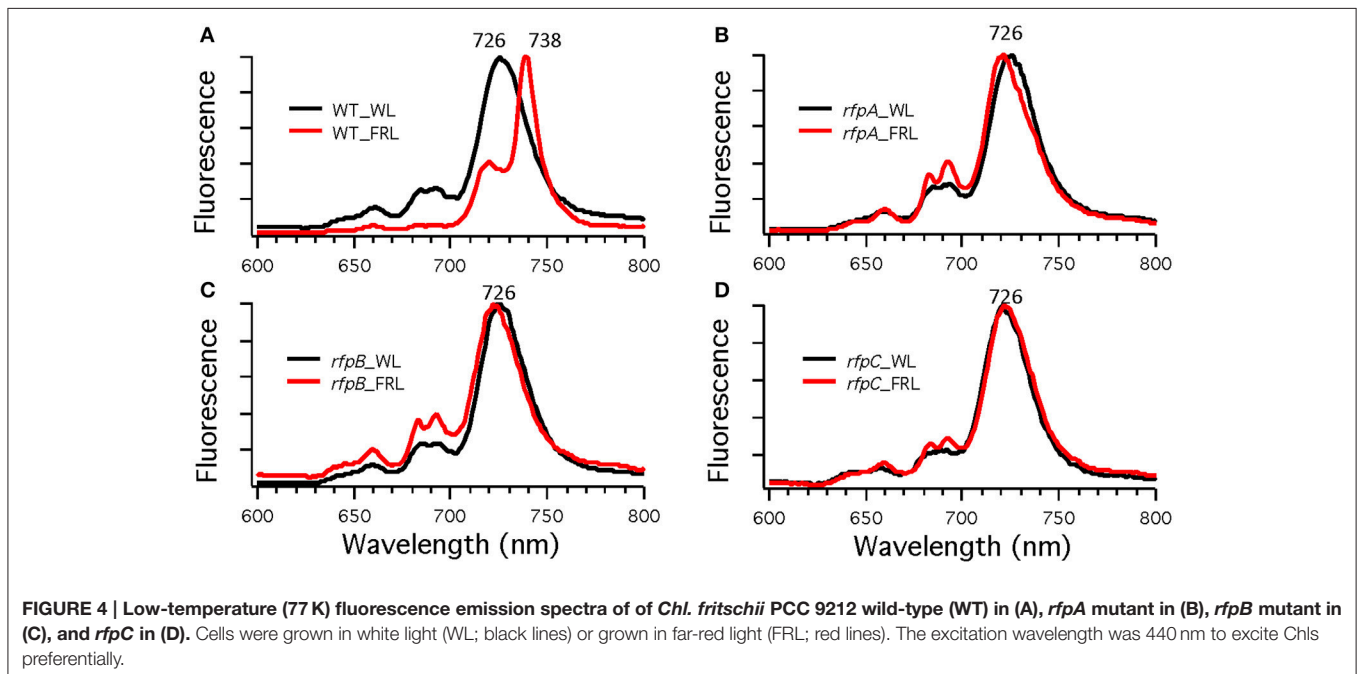 A
726 738
Fluorescence
WT_WL
WT_FRL
600 650 700 750 800
B
726
Fluorescence
rfpA_WL
rfpA_FRL
600 650 700 750 800
C
726
Fluorescence
rfpB_WL
rfpB_FRL
600 650 700 750 800
Wavelength (nm)
D
726
Fluorescence
rfpC_WL
rfpC_FRL
600 650 700 750 800
Wavelength (nm)
FIGURE 4 | Low-temperature (77 K) fluorescence emission spectra of of Chl. fritschii PCC 9212 wild-type (WT) in (A), rfpA mutant in (B), rfpB mutant in
(C), and rfpC in (D). Cells were grown in white light (WL; black lines) or grown in far-red light (FRL; red lines). The excitation wavelength was 440 nm to excite Chls
preferentially.